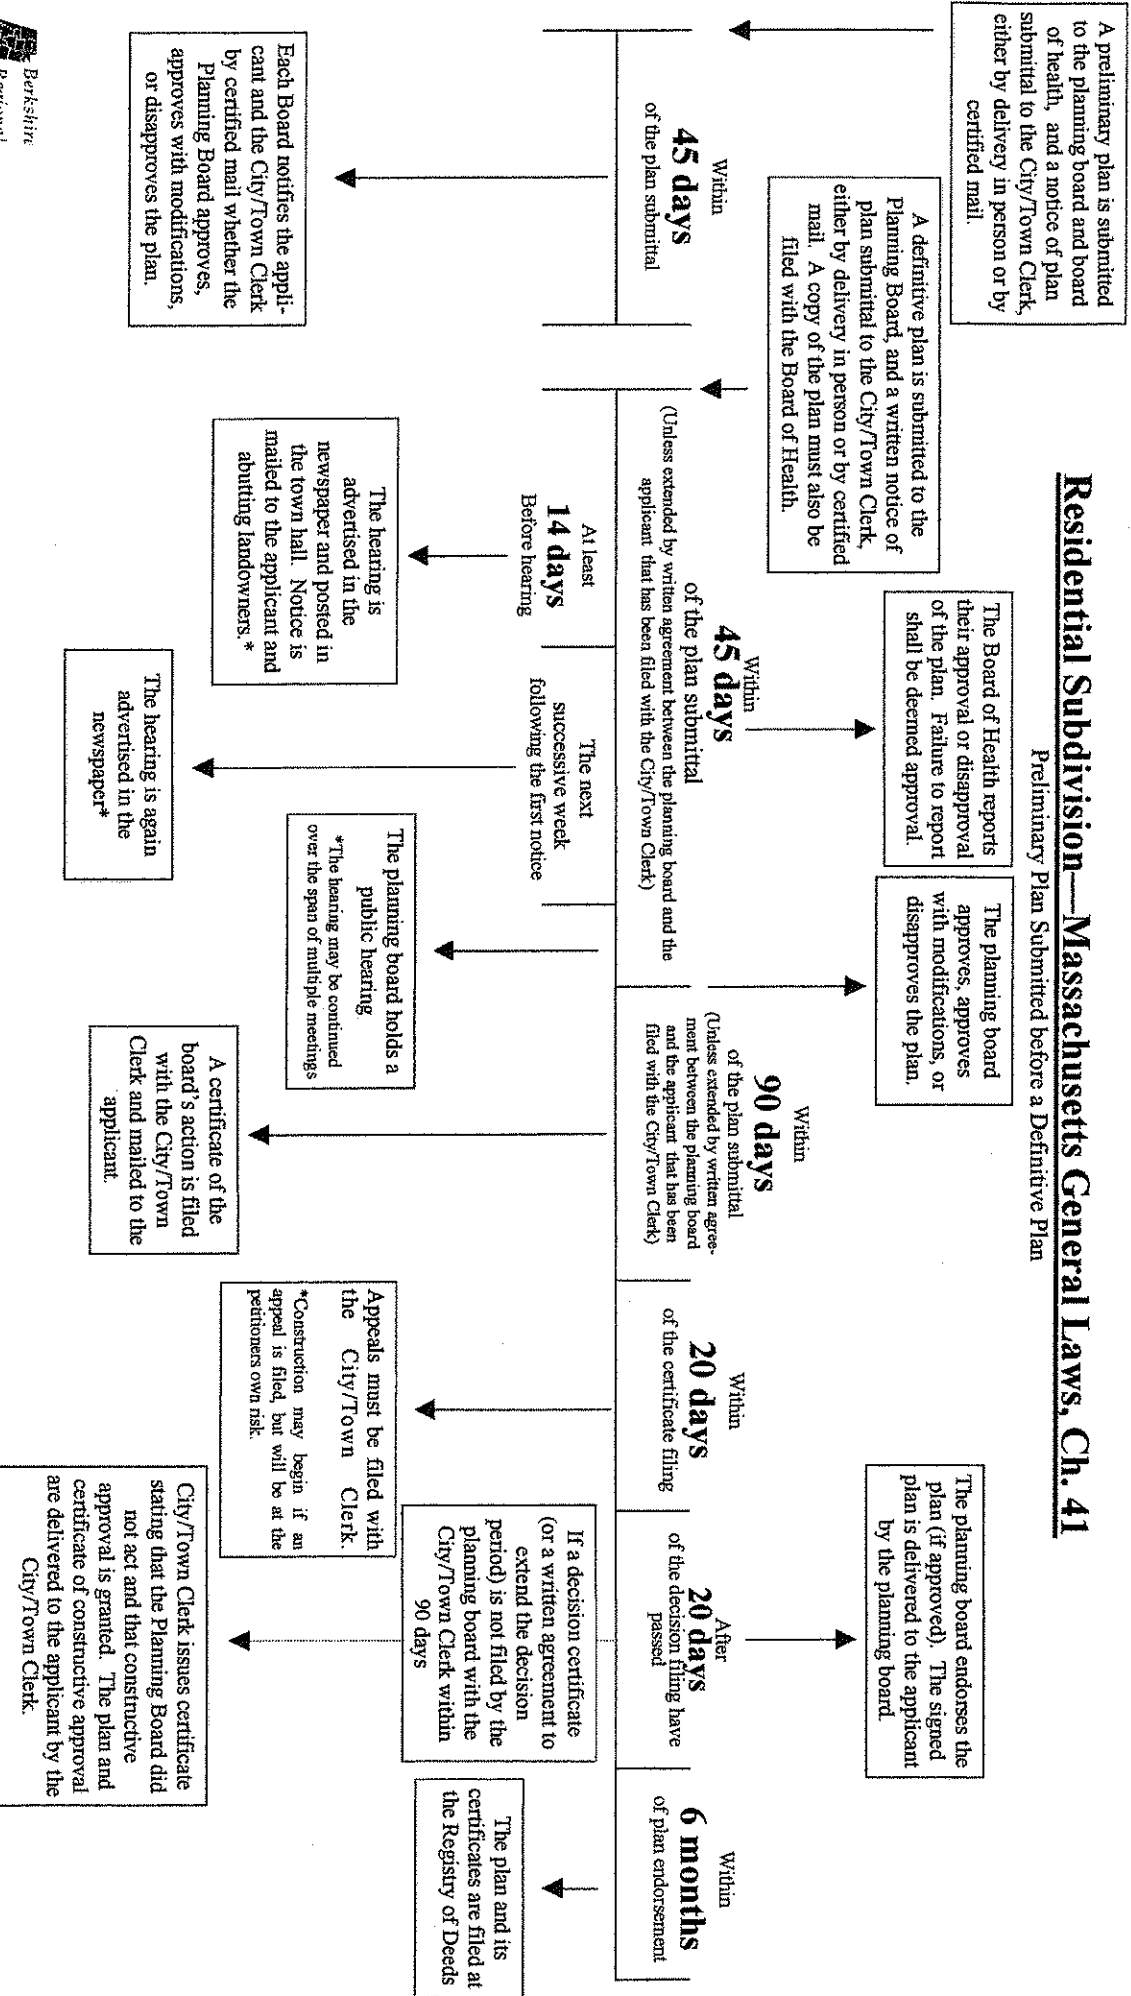 Residential Subdivision—Massachusetts General Laws, Ch. 41
Preliminary Plan Submitted before a Definitive Plan
A preliminary plan is submitted
to the planning board and board
of health, and a notice of plan
submittal to the City/Town Clerk,
either by delivery in person or by
certified mail.
Within
45 days
of the plan submittal
Each Board notifies the appli-
cant and the City/Town Clerk
by certified mail whether the
Planning Board approves,
approves with modifications,
or disapproves the plan.
A definitive plan is submitted to the
Planning Board, and a written notice of
plan submittal to the City/Town Clerk,
either by delivery in person or by certified
mail. A copy of the plan must also be
filed with the Board of Health.
The Board of Health reports
their approval or disapproval
of the plan. Failure to report
shall be deemed approval.
Within
45 days
of the plan submittal
(Unless extended by written agreement between the planning board and the
applicant that has been filed with the City/Town Clerk)
At least
14 days
Before hearing
The hearing is
advertised in the
newspaper and posted in
the town hall. Notice is
mailed to the applicant and
abutting landowners.*
The next
successive week
following the first notice
The hearing is again
advertised in the
newspaper*
The planning board holds a
public hearing
*The hearing may be continued
over the span of multiple meetings
The planning board
approves, approves
with modifications, or
disapproves the plan.
Within
90 days
of the plan submittal
(Unless extended by written agree-
ment between the planning board
and the applicant that has been
filed with the City/Town Clerk)
A certificate of the
board's action is filed
with the City/Town
Clerk and mailed to the
applicant.
Within
20 days
of the certificate filing
Appeals must be filed with
the City/Town Clerk.
*Construction may begin if an
appeal is filed, but will be at the
petitioners own risk.
The planning board endorses the
plan (if approved). The signed
plan is delivered to the applicant
by the planning board.
After
20 days
of the decision filing have
passed
If a decision certificate
(or a written agreement to
extend the decision
period) is not filed by the
planning board with the
City/Town Clerk within
90 days
City/Town Clerk issues certificate
stating that the Planning Board did
not act and that constructive
approval is granted. The plan and
certificate of constructive approval
are delivered to the applicant by the
City/Town Clerk.
Within
6 months
of plan endorsement
The plan and its
certificates are filed at
the Registry of Deeds
Berkshire
Regional